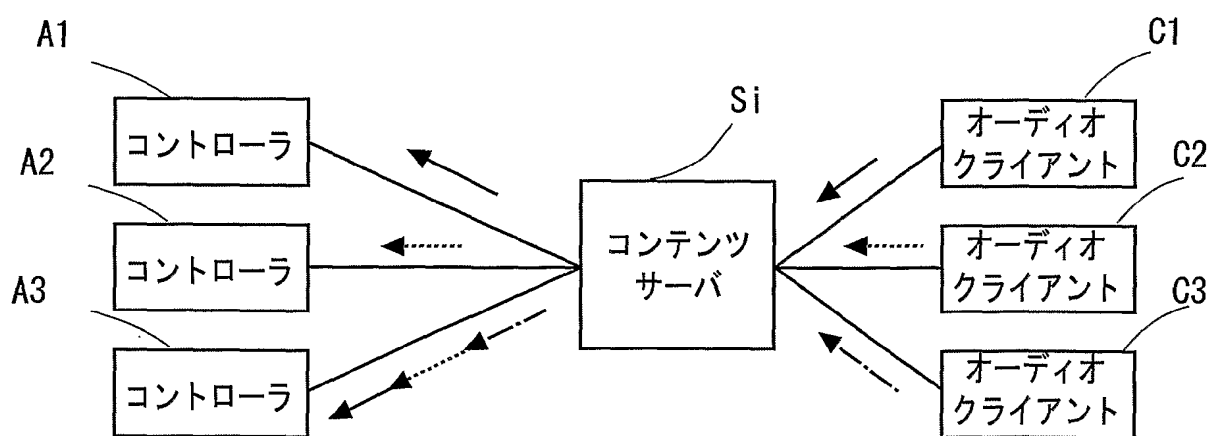 A1
コントローラ
A2
コントローラ
A3
コントローラ
Si
コンテンツ
サーバ
C1
オーディオ
クライアント
C2
オーディオ
クライアント
C3
オーディオ
クライアント